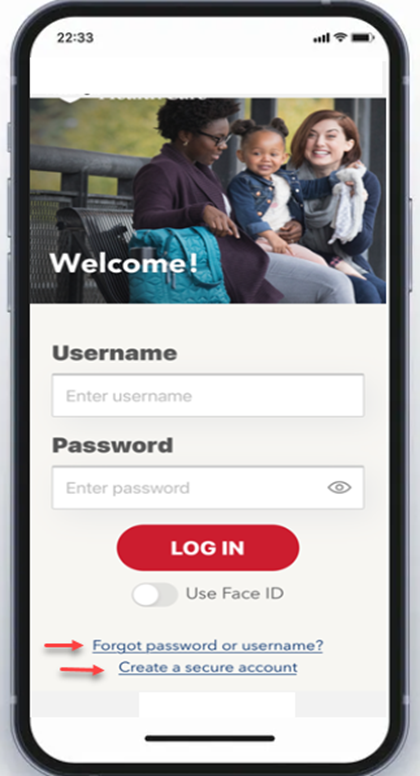 22:33
Welcome!
Username
Enter username
Password
Enter password
LOG IN
Use Face ID
Forgot password or username?
Create a secure account